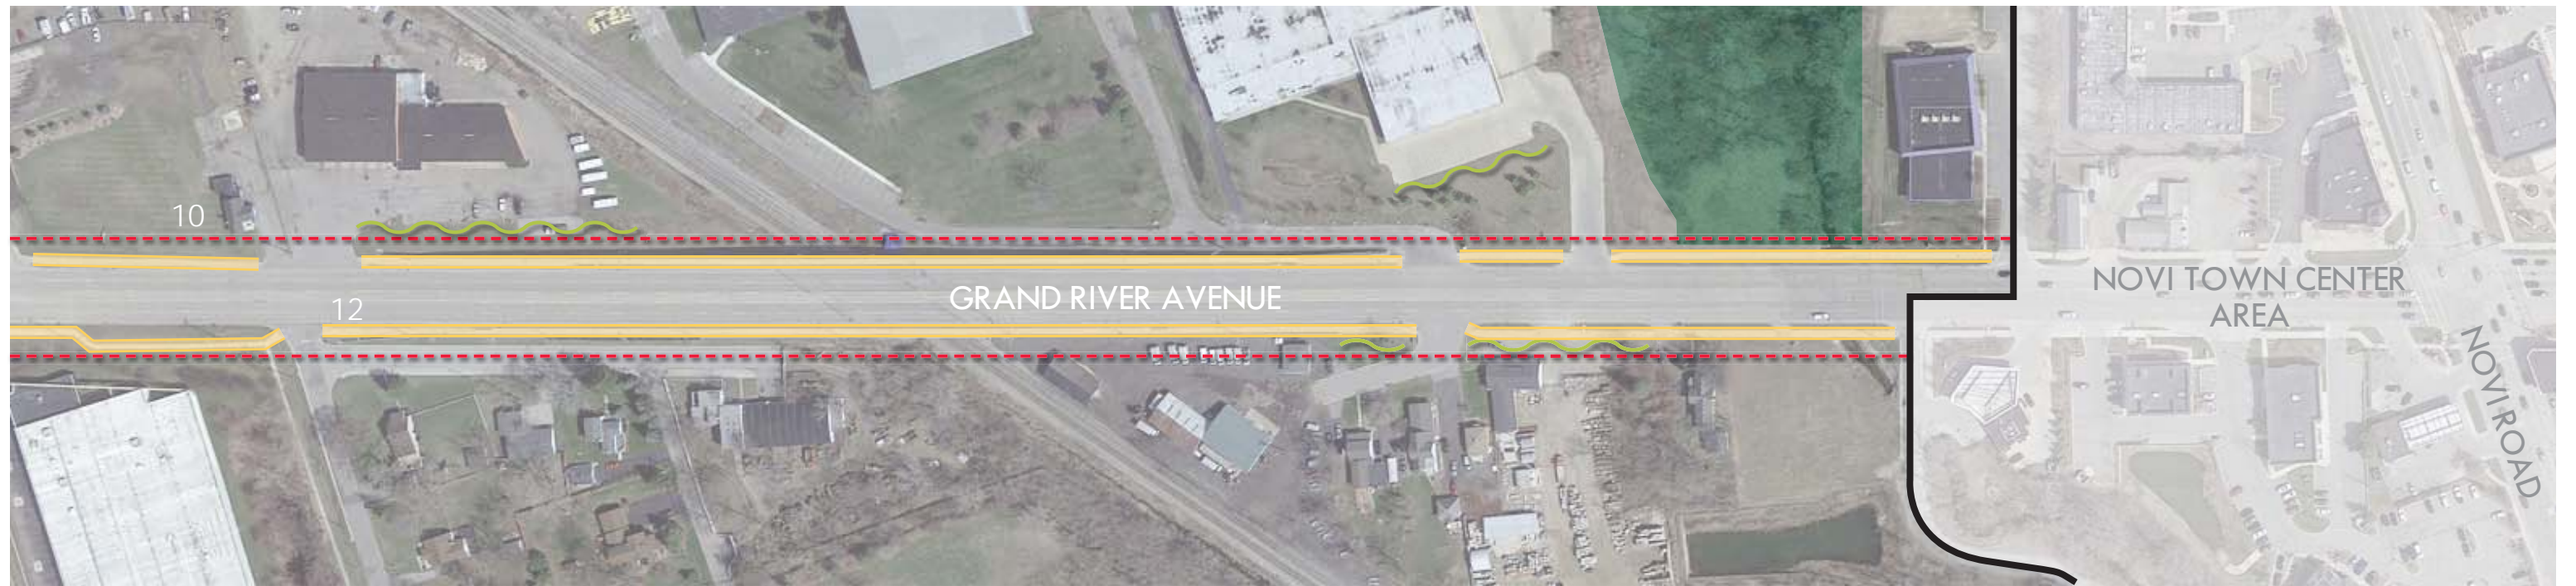 10
12
GRAND RIVER AVENUE
NOVI TOWN CENTER
AREA
NOVI ROAD